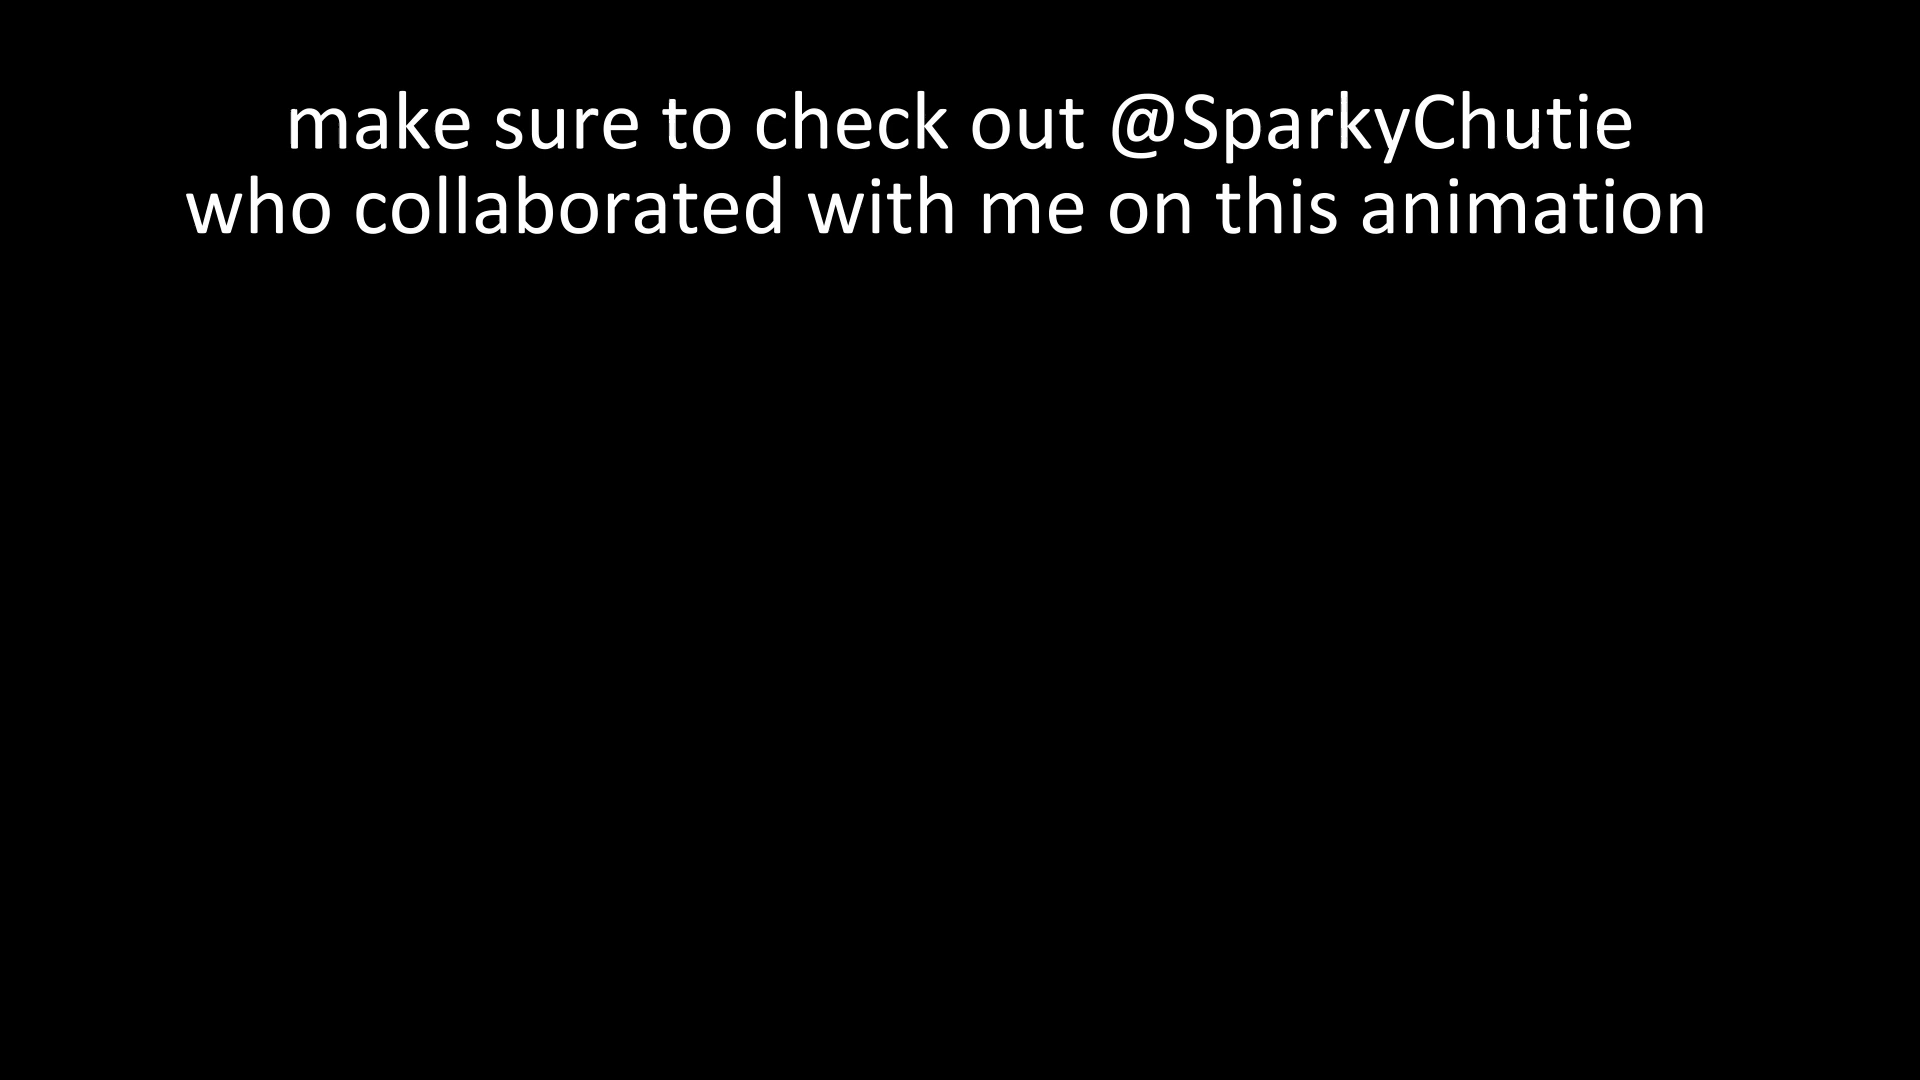 make sure to check out @SparkyChutie
who collaborated with me on this animation